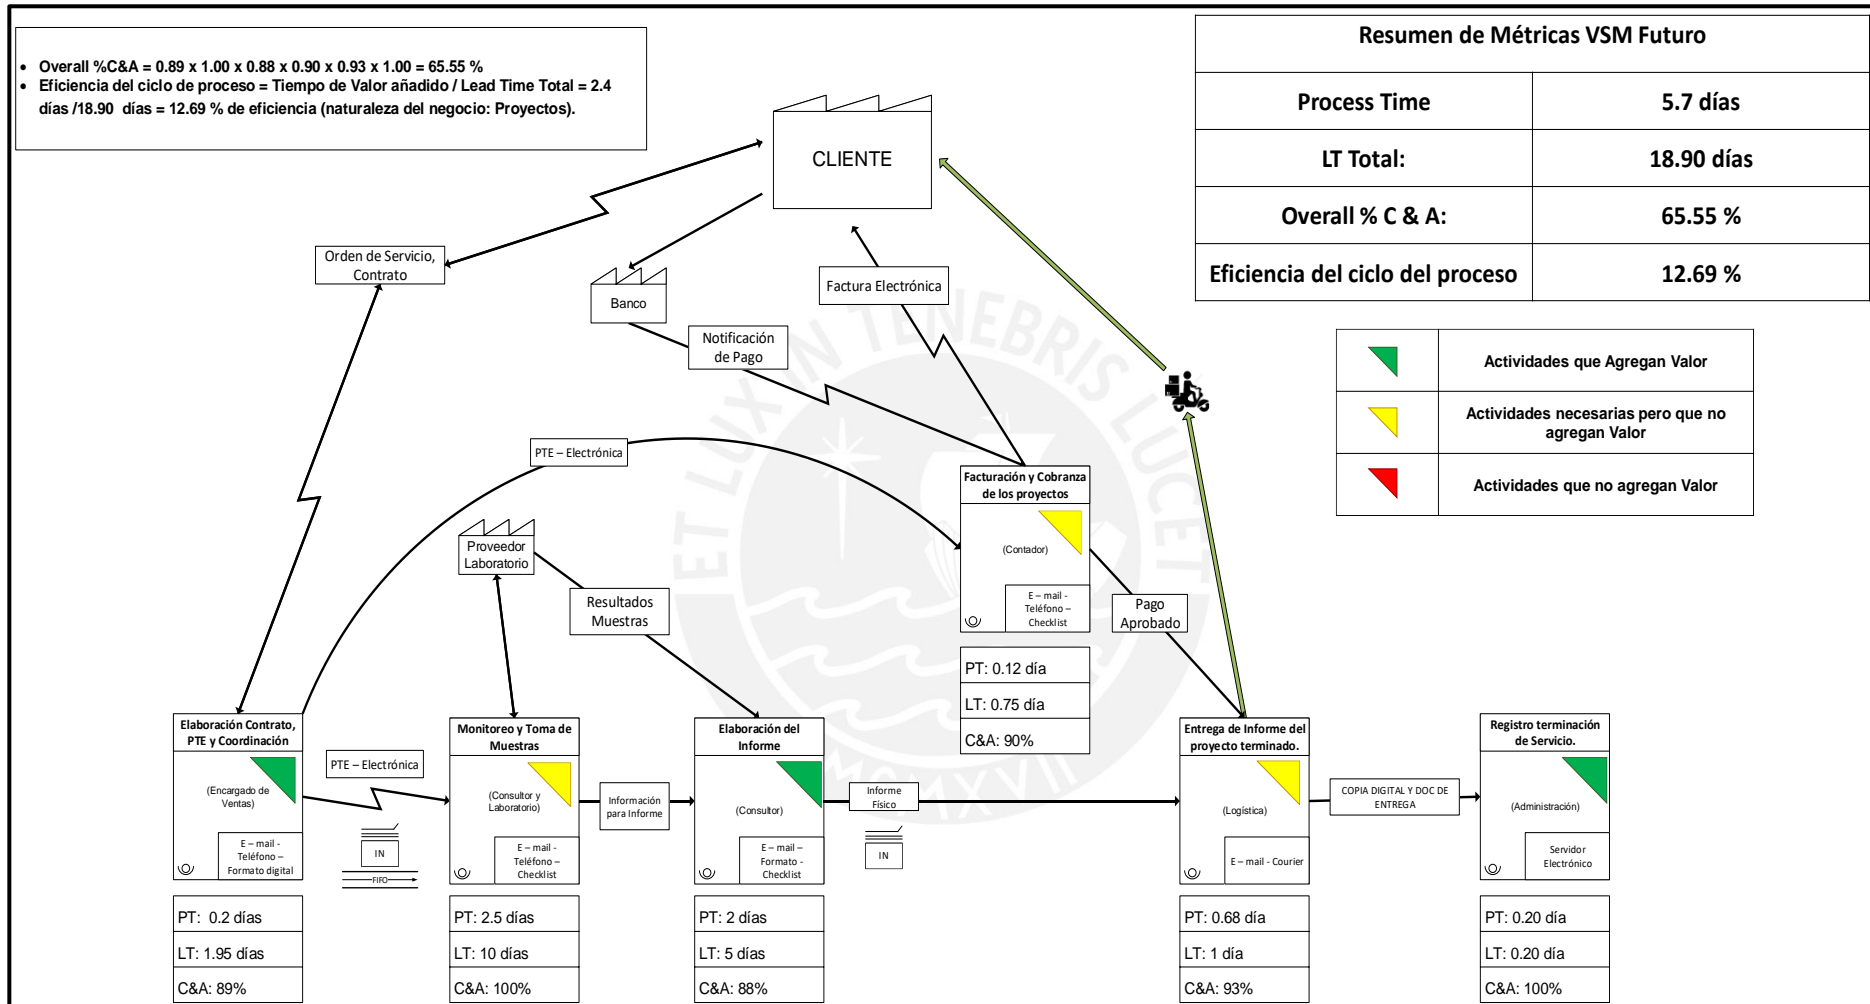 • Overall %C&A = 0.89 x 1.00 x 0.88 x 0.90 x 0.93 x 1.00 = 65.55 %
• Eficiencia del ciclo de proceso = Tiempo de Valor añadido / Lead Time Total = 2.4
días /18.90 días = 12.69 % de eficiencia (naturaleza del negocio: Proyectos).
Resumen de Métricas VSM Futuro
Process Time
5.7 días
LT Total:
18.90 días
Overall % C & A:
65.55 %
Eficiencia del ciclo del proceso
12.69 %
Actividades que Agregan Valor
Actividades necesarias pero que no
agregan Valor
Actividades que no agregan Valor
CLIENTE
Orden de Servicio,
Contrato
Banco
Factura Electrónica
Notificación
de Pago
PTE – Electrónica
Proveedor
Laboratorio
Resultados
Muestras
Facturación y Cobranza
de los proyectos
(Contador)
E – mail -
Teléfono –
Checklist
PT: 0.12 día
LT: 0.75 día
C&A: 90%
Pago
Aprobado
Elaboración Contrato,
PTE y Coordinación
(Encargado de
Ventas)
E – mail -
Teléfono –
Formato digital
PT: 0.2 días
LT: 1.95 días
C&A: 89%
PTE – Electrónica
IN
FIFO
Monitoreo y Toma de
Muestras
(Consultor y
Laboratorio)
E – mail -
Teléfono –
Checklist
PT: 2.5 días
LT: 10 días
C&A: 100%
Información
para Informe
Elaboración del
Informe
(Consultor)
E – mail –
Formato -
Checklist
PT: 2 días
LT: 5 días
C&A: 88%
Informe
Físico
IN
Entrega de Informe del
proyecto terminado.
(Logística)
E – mail - Courier
PT: 0.68 día
LT: 1 día
C&A: 93%
COPIA DIGITAL Y DOC DE
ENTREGA
Registro terminación
de Servicio.
(Administración)
Servidor
Electrónico
PT: 0.20 día
LT: 0.20 día
C&A: 100%
ET LUX IN TENEBRIS LUCET
MCMXVII